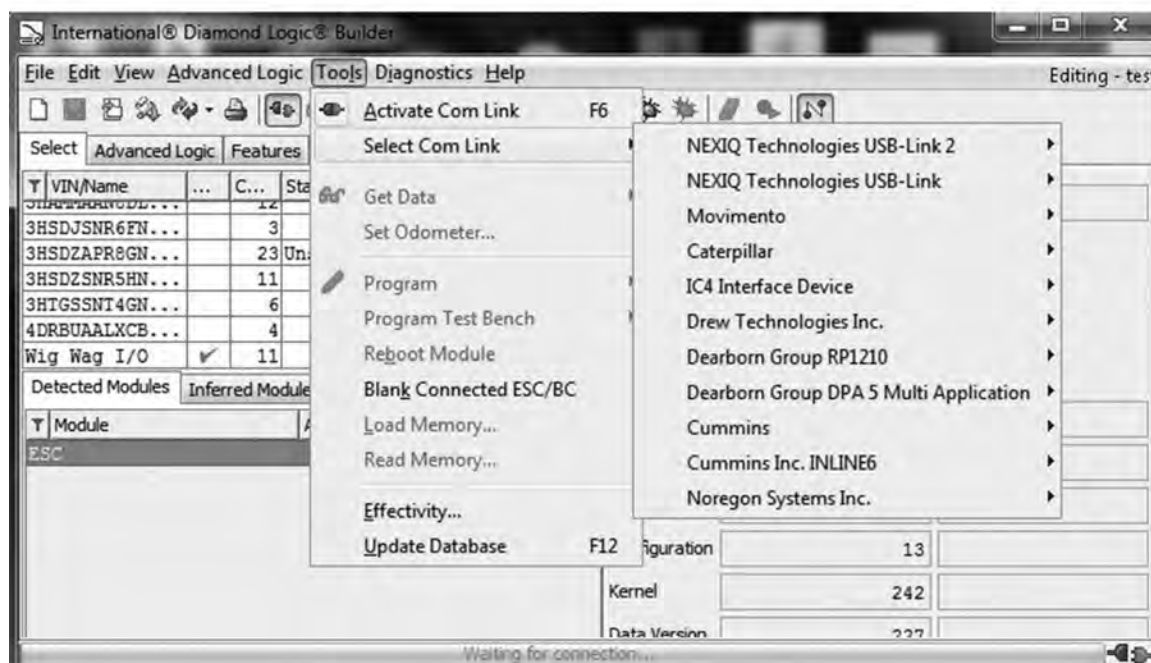 International® Diamond Logic® Builder
File Edit View Advanced Logic Tools Diagnostics Help
Editing - tes
Select Advanced Logic Features
VIN/Name ... C... Sta
12
3HSDJSNR6FN... 3
3HSDZAPR8GN... 23 Un
3HSDZSNR5HN... 11
3HTGSSNT4GN... 6
4DRBUAALXCB... 4
Wig Wag I/O 11
Detected Modules Inferred Module
Module A
ESC
Activate Com Link F6
Select Com Link
Get Data
Set Odometer...
Program
Program Test Bench
Reboot Module
Blank Connected ESC/BC
Load Memory...
Read Memory...
Effectivity...
Update Database F12
NEXIQ Technologies USB-Link 2
NEXIQ Technologies USB-Link
Movimento
Caterpillar
IC4 Interface Device
Drew Technologies Inc.
Dearborn Group RP1210
Dearborn Group DPA 5 Multi Application
Cummins
Cummins Inc. INLINE6
Noregon Systems Inc.
figuration 13
Kernel 242
Data Version 227
Waiting for connection...